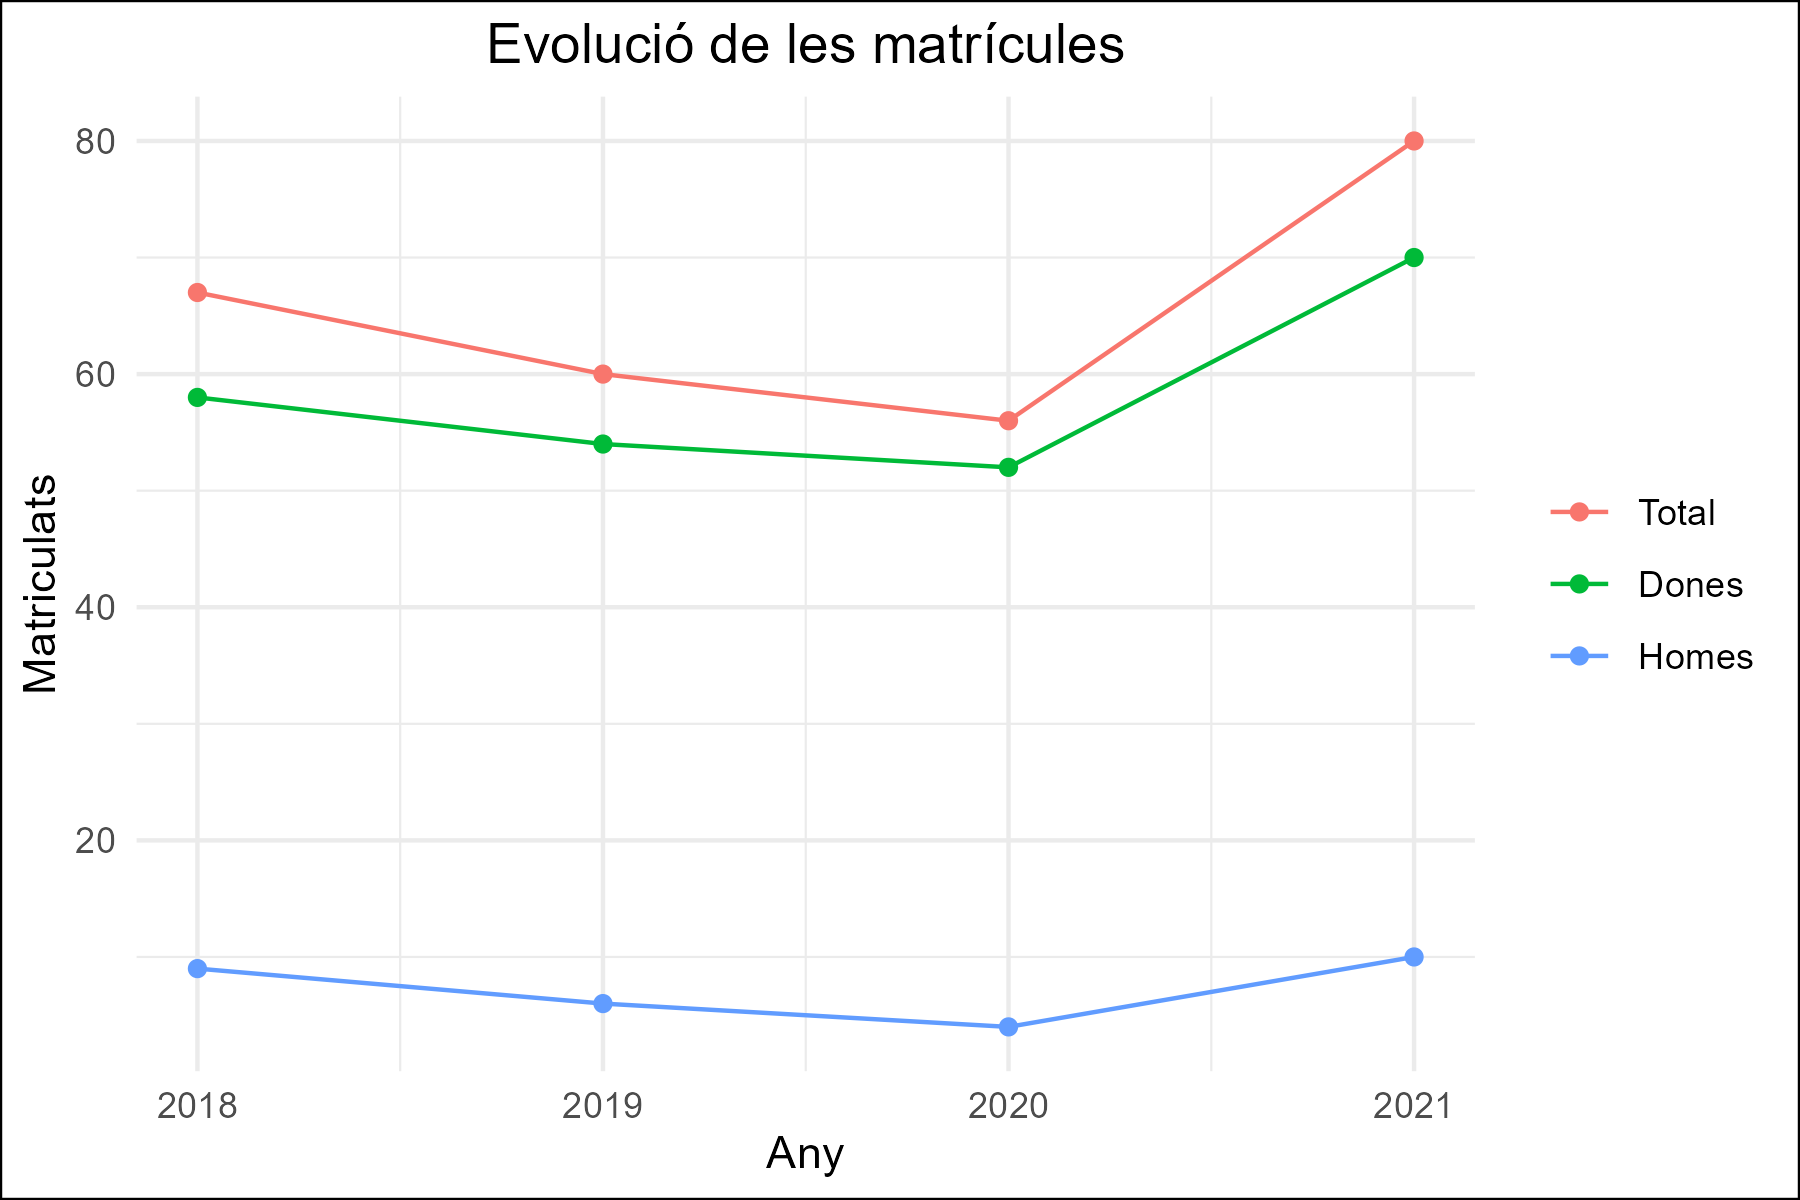 Evolució de les matrícules
80
60
40
20
Matriculats
2018 2019 2020 2021
Any
Total
Dones
Homes